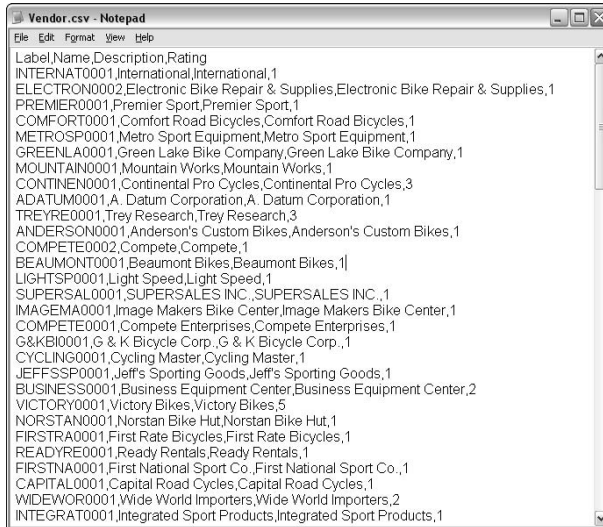 Vendor.csv - Notepad
File Edit Format View Help
Label,Name,Description,Rating
INTERNAT0001,International,International,1
ELECTRON0002,Electronic Bike Repair & Supplies,Electronic Bike Repair & Supplies,1
PREMIER0001,Premier Sport,Premier Sport,1
COMFORT0001,Comfort Road Bicycles,Comfort Road Bicycles,1
METROSP0001,Metro Sport Equipment,Metro Sport Equipment,1
GREENLA0001,Green Lake Bike Company,Green Lake Bike Company,1
MOUNTAIN0001,Mountain Works,Mountain Works,1
CONTINEN0001,Continental Pro Cycles,Continental Pro Cycles,3
ADATUM0001,A. Datum Corporation,A. Datum Corporation,1
TREYRE0001,Trey Research,Trey Research,3
ANDERSON0001,Anderson's Custom Bikes,Anderson's Custom Bikes,1
COMPETE0002,Compete,Compete,1
BEAUMONT0001,Beaumont Bikes,Beaumont Bikes,1
LIGHTSP0001,Light Speed,Light Speed,1
SUPERSAL0001,SUPERSALES INC.,SUPERSALES INC.,1
IMAGEMA0001,Image Makers Bike Center,Image Makers Bike Center,1
COMPETE0001,Compete Enterprises,Compete Enterprises,1
G&KBI0001,G & K Bicycle Corp.,G & K Bicycle Corp.,1
CYCLING0001,Cycling Master,Cycling Master,1
JEFFSSP0001,Jeff's Sporting Goods,Jeff's Sporting Goods,1
BUSINESS0001,Business Equipment Center,Business Equipment Center,2
VICTORY0001,Victory Bikes,Victory Bikes,5
NORSTAN0001,Norstan Bike Hut,Norstan Bike Hut,1
FIRSTRA0001,First Rate Bicycles,First Rate Bicycles,1
READYRE0001,Ready Rentals,Ready Rentals,1
FIRSTNA0001,First National Sport Co.,First National Sport Co.,1
CAPITAL0001,Capital Road Cycles,Capital Road Cycles,1
WIDEWOR0001,Wide World Importers,Wide World Importers,2
INTEGRAT0001,Integrated Sport Products,Integrated Sport Products,1